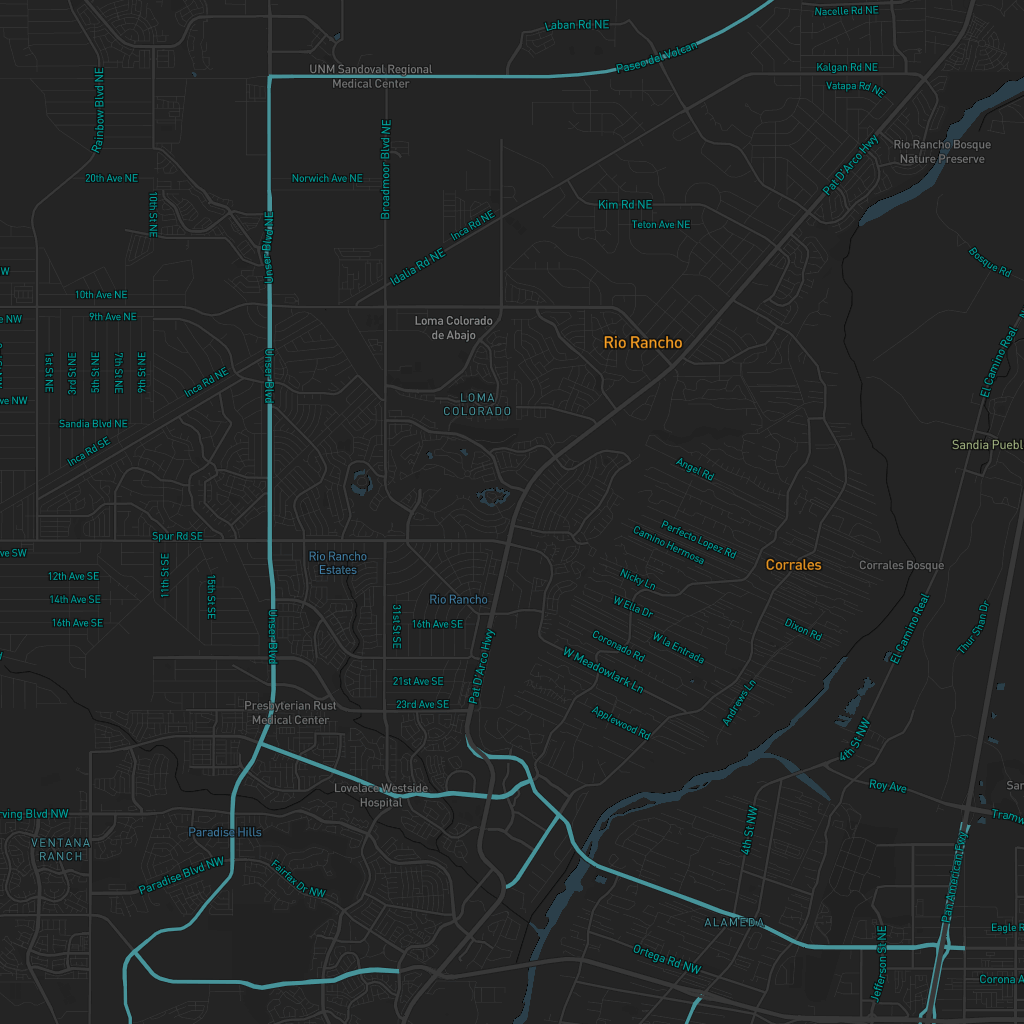 Nacelle Rd NE
Laban Rd NE
Paseo del Volcan
UNM Sandoval Regional
Medical Center
Kalgan Rd NE
Vatapa Rd NE
Rainbow Blvd NE
Broadmoor Blvd NE
Rio Rancho Bosque
Nature Preserve
Pat D'Arco Hwy
20th Ave NE
Norwich Ave NE
10th St NE
Kim Rd NE
Teton Ave NE
Inca Rd NE
Unser Blvd NE
Idalia Rd NE
Bosque Rd
W
10th Ave NE
9th Ave NE
e NW
Loma Colorado
de Abajo
Rio Rancho
El Camino Real
1st St NE
3rd St NE
5th St NE
7th St NE
9th St NE
Inca Rd NE
Unser Blvd
ve NW
LOMA
COLORADO
Sandia Blvd NE
Inca Rd SE
Sandia Puebl
Angel Rd
Spur Rd SE
Perfecto Lopez Rd
Camino Hermosa
ve SW
Rio Rancho
Estates
Corrales
Corrales Bosque
12th Ave SE
11th St SE
15th St SE
Nicky Ln
14th Ave SE
Rio Rancho
W Ella Dr
16th Ave SE
31st St SE
16th Ave SE
Unser Blvd
Dixon Rd
El Camino Real
Thur Shan Dr
Coronado Rd
W la Entrada
Pat D'Arco Hwy
W Meadowlark Ln
21st Ave SE
23rd Ave SE
Andrews Ln
Presbyterian Rust
Medical Center
Applewood Rd
4th St NW
Lovelace Westside
Hospital
Roy Ave
San
rving Blvd NW
Tramw
Paradise Hills
4th St NW
VENTANA
RANCH
Paradise Blvd NW
Fairfax Dr NW
Pan American Fwy
ALAMEDA
Eagle R
Jefferson St NE
Ortega Rd NW
Corona A